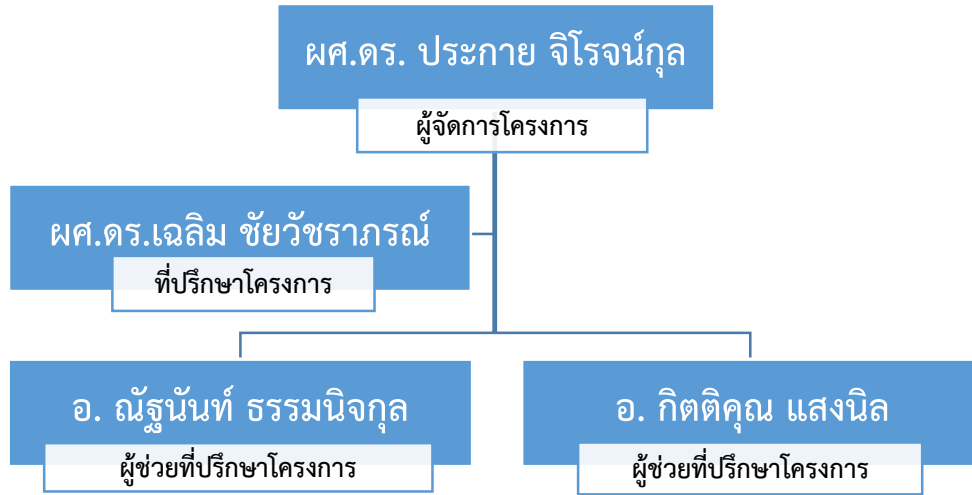 ผศ.ดร. ประกาย จิโรจน์กุล
ผู้จัดการโครงการ
ผศ.ดร.เฉลิม ชัยวัชราภรณ์
ที่ปรึกษาโครงการ
อ. ณัฐนันท์ ธรรมนิจกุล
ผู้ช่วยที่ปรึกษาโครงการ
อ. กิตติคุณ แสงนิล
ผู้ช่วยที่ปรึกษาโครงการ